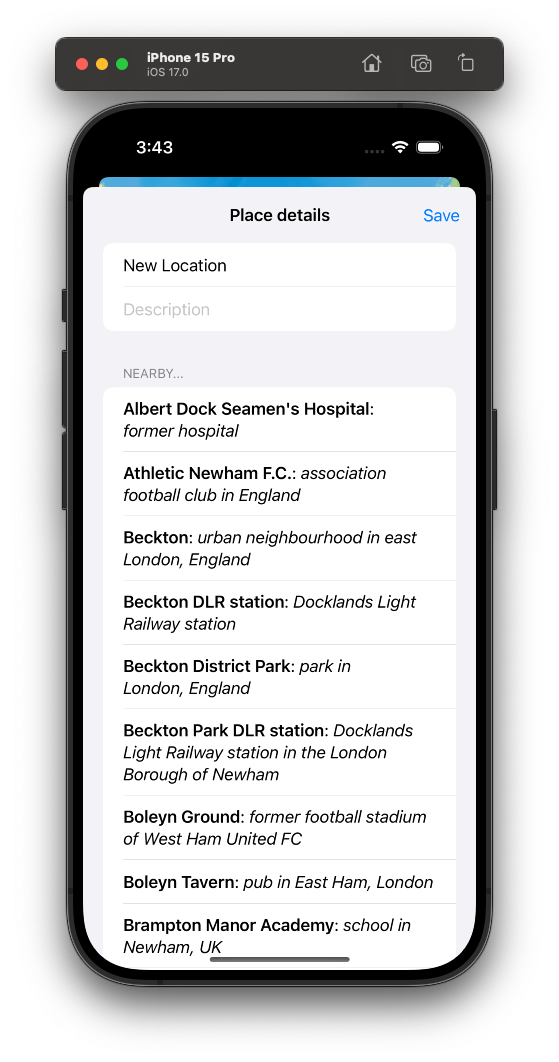 iPhone 15 Pro
iOS 17.0
3:43
Place details
Save
New Location
Description
NEARBY...
Albert Dock Seamen's Hospital:
former hospital
Athletic Newham F.C.: association
football club in England
Beckton: urban neighbourhood in east
London, England
Beckton DLR station: Docklands Light
Railway station
Beckton District Park: park in
London, England
Beckton Park DLR station: Docklands
Light Railway station in the London
Borough of Newham
Boleyn Ground: former football stadium
of West Ham United FC
Boleyn Tavern: pub in East Ham, London
Brampton Manor Academy: school in
Newham, UK